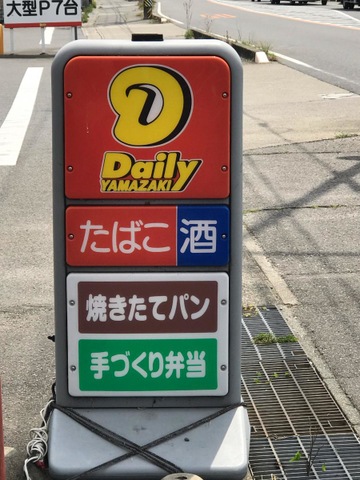 大型P7台
Daily
YAMAZAKI
たばこ 酒
焼きたてパン
手づくり弁当